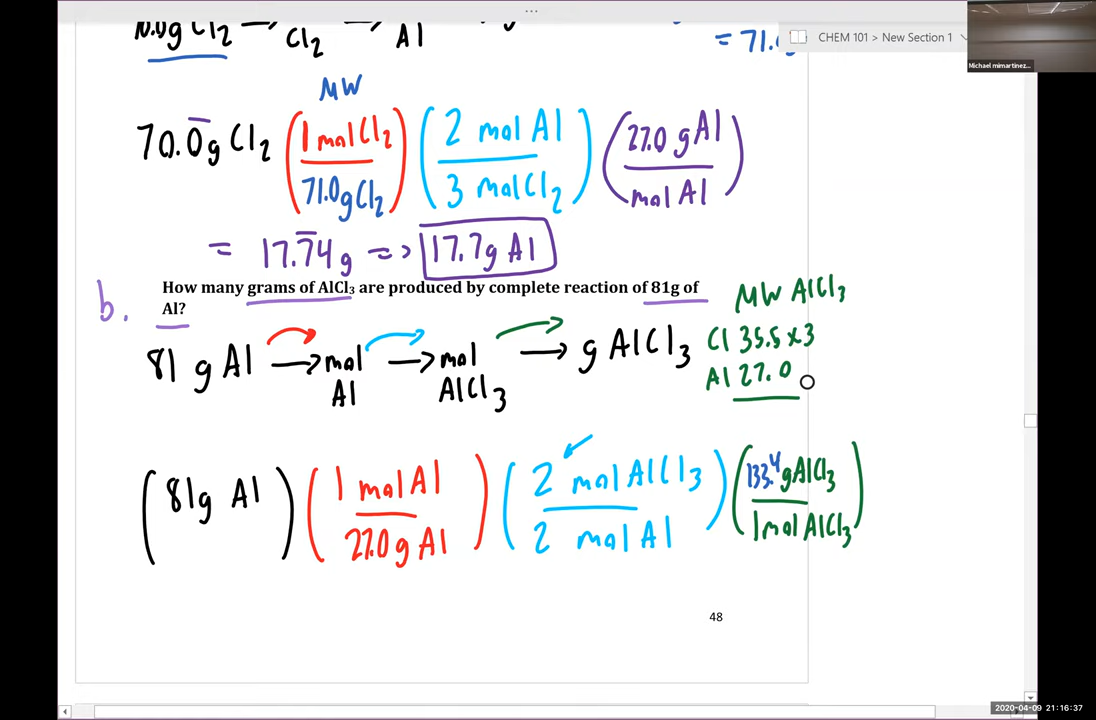 CHEM 101 > New Section 1
Michael mimartinez...
Cl2
Al
= 71.
MW
70.0g Cl2 (1 mol Cl2 / 71.0g Cl2) (2 mol Al / 3 mol Cl2) (27.0 g Al / mol Al)
= 17.74 g => 17.7g Al
b.
How many grams of AlCl3 are produced by complete reaction of 81g of
Al?
MW AlCl3
Cl 35.5 x 3
Al 27.0
81 g Al → mol Al → mol AlCl3 → g AlCl3
(81g Al) (1 mol Al / 27.0 g Al) (2 mol AlCl3 / 2 mol Al) (133.4 g AlCl3 / 1 mol AlCl3)
48
2020-04-09 21:16:37